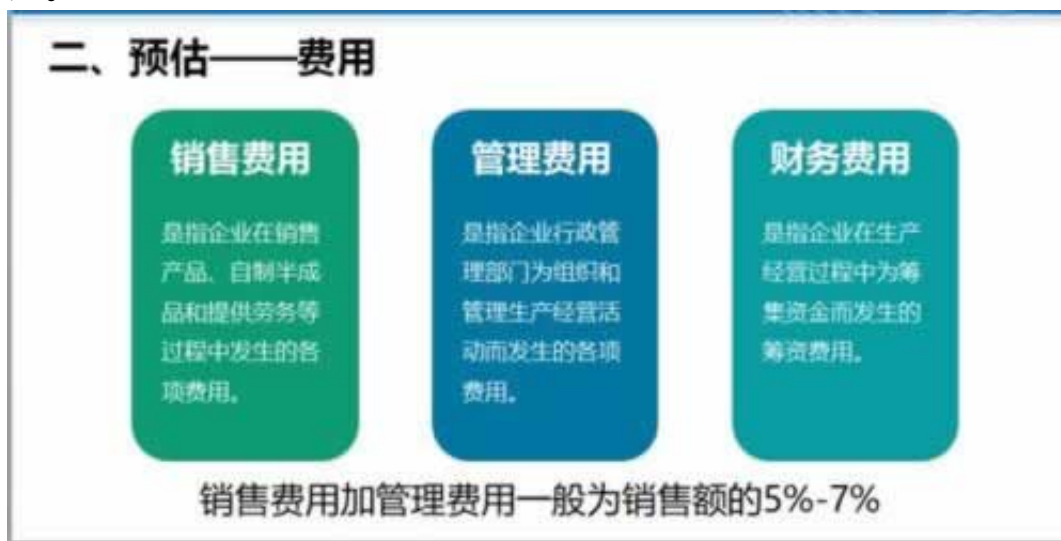 二、预估——费用
销售费用
是指企业在销售
产品、自制半成
品和提供劳务等
过程中发生的各
项费用。
管理费用
是指企业行政管
理部门为组织和
管理生产经营活
动而发生的各项
费用。
财务费用
是指企业在生产
经营过程中为筹
集资金而发生的
筹资费用。
销售费用加管理费用一般为销售额的5%-7%